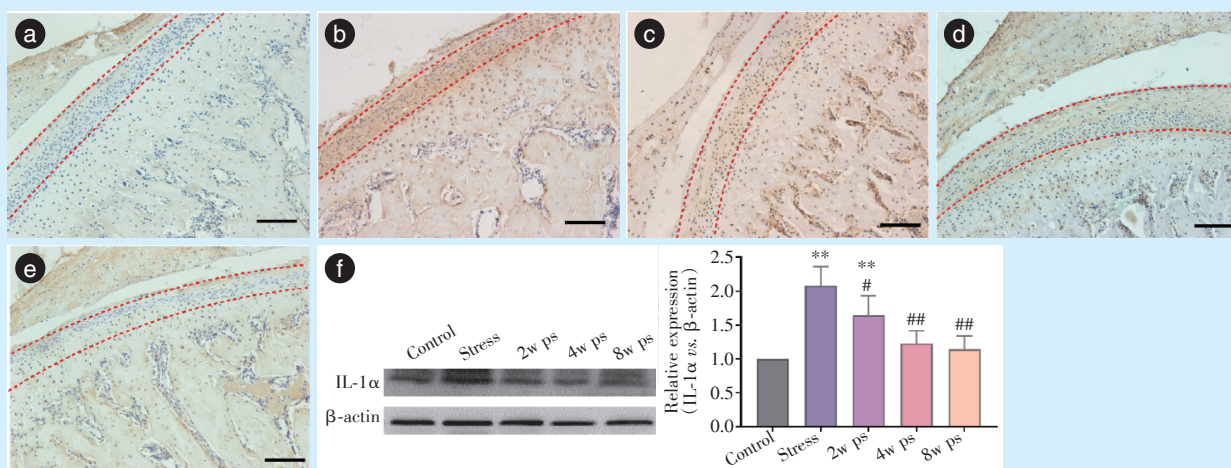 a
b
c
d
e
f
Control
Stress
2w ps
4w ps
8w ps
IL-1α
β-actin
Relative expression
(IL-1α vs. β-actin)
2.5
2.0
1.5
1.0
0.5
0.0
**
**
#
##
##
Control
Stress
2w ps
4w ps
8w ps